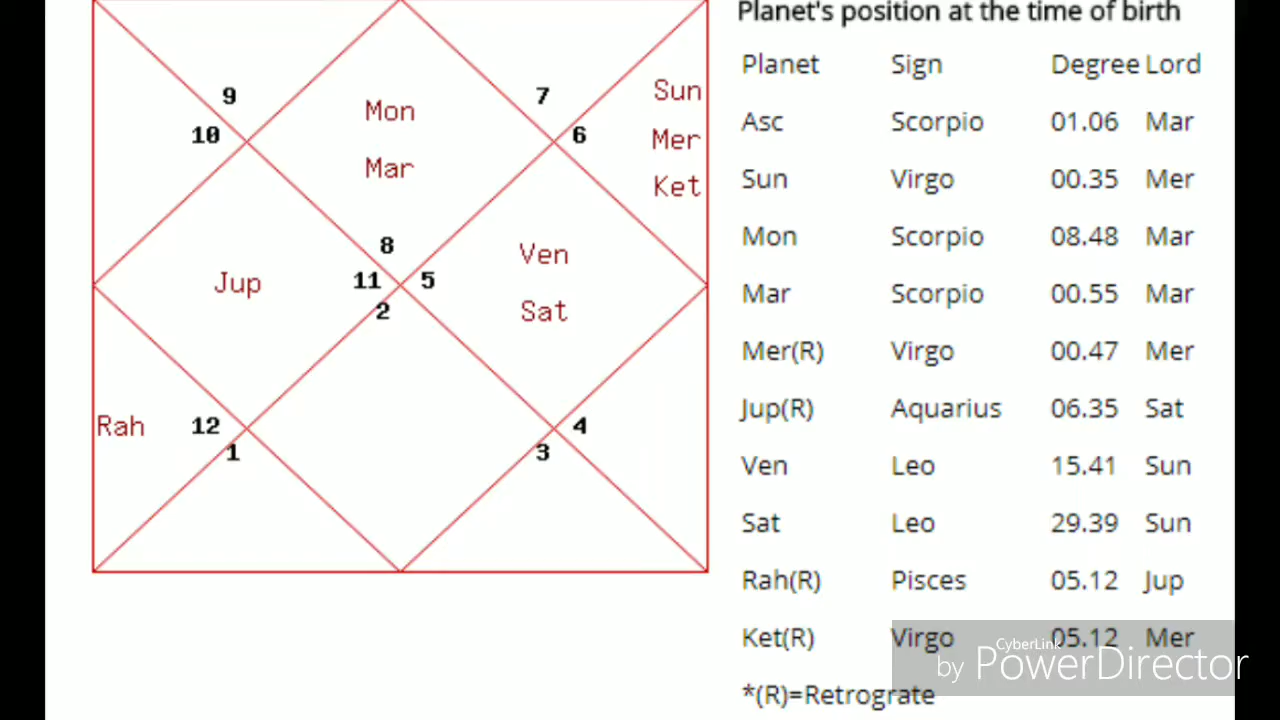 Planet's position at the time of birth
Planet Sign Degree Lord
Asc Scorpio 01.06 Mar
Sun Virgo 00.35 Mer
Mon Scorpio 08.48 Mar
Mar Scorpio 00.55 Mar
Mer(R) Virgo 00.47 Mer
Jup(R) Aquarius 06.35 Sat
Ven Leo 15.41 Sun
Sat Leo 29.39 Sun
Rah(R) Pisces 05.12 Jup
Ket(R) Virgo 05.12 Mer
*(R)=Retrograte
9
10
Mon
Mar
7
6
Sun
Mer
Ket
8
11
5
2
Jup
Ven
Sat
Rah
12
1
4
3
CyberLink
by PowerDirector